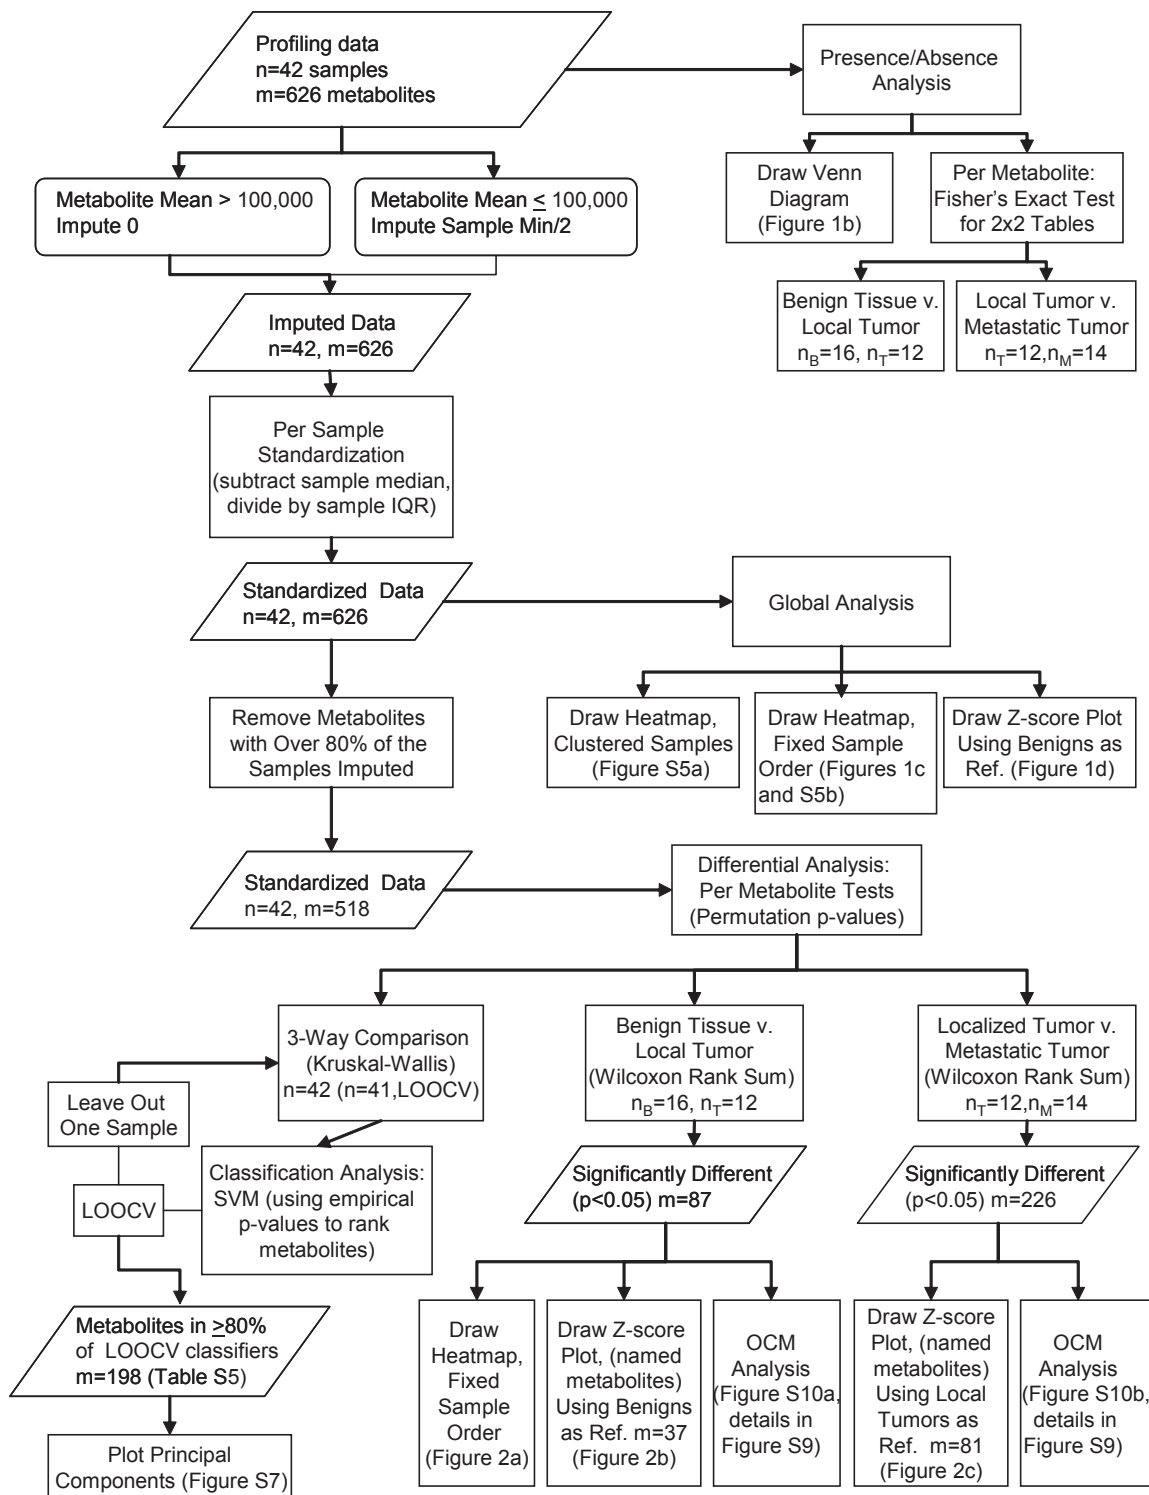 Profiling data
n=42 samples
m=626 metabolites
Presence/Absence
Analysis
Metabolite Mean > 100,000
Impute 0
Metabolite Mean ≤ 100,000
Impute Sample Min/2
Draw Venn
Diagram
(Figure 1b)
Per Metabolite:
Fisher's Exact Test
for 2x2 Tables
Benign Tissue v.
Local Tumor
n_B=16, n_T=12
Local Tumor v.
Metastatic Tumor
n_T=12,n_M=14
Imputed Data
n=42, m=626
Per Sample
Standardization
(subtract sample median,
divide by sample IQR)
Standardized Data
n=42, m=626
Global Analysis
Remove Metabolites
with Over 80% of the
Samples Imputed
Draw Heatmap,
Clustered Samples
(Figure S5a)
Draw Heatmap,
Fixed Sample
Order (Figures 1c
and S5b)
Draw Z-score Plot
Using Benigns as
Ref. (Figure 1d)
Standardized Data
n=42, m=518
Differential Analysis:
Per Metabolite Tests
(Permutation p-values)
3-Way Comparison
(Kruskal-Wallis)
n=42 (n=41,LOOCV)
Benign Tissue v.
Local Tumor
(Wilcoxon Rank Sum)
n_B=16, n_T=12
Localized Tumor v.
Metastatic Tumor
(Wilcoxon Rank Sum)
n_T=12,n_M=14
Leave Out
One Sample
LOOCV
Classification Analysis:
SVM (using empirical
p-values to rank
metabolites)
Significantly Different
(p<0.05) m=87
Significantly Different
(p<0.05) m=226
Metabolites in ≥80%
of LOOCV classifiers
m=198 (Table S5)
Plot Principal
Components (Figure S7)
Draw
Heatmap,
Fixed
Sample
Order
(Figure 2a)
Draw Z-score
Plot, (named
metabolites)
Using Benigns
as Ref. m=37
(Figure 2b)
OCM
Analysis
(Figure S10a,
details in
Figure S9)
Draw Z-score
Plot, (named
metabolites)
Using Local
Tumors as
Ref. m=81
(Figure 2c)
OCM
Analysis
(Figure S10b,
details in
Figure S9)